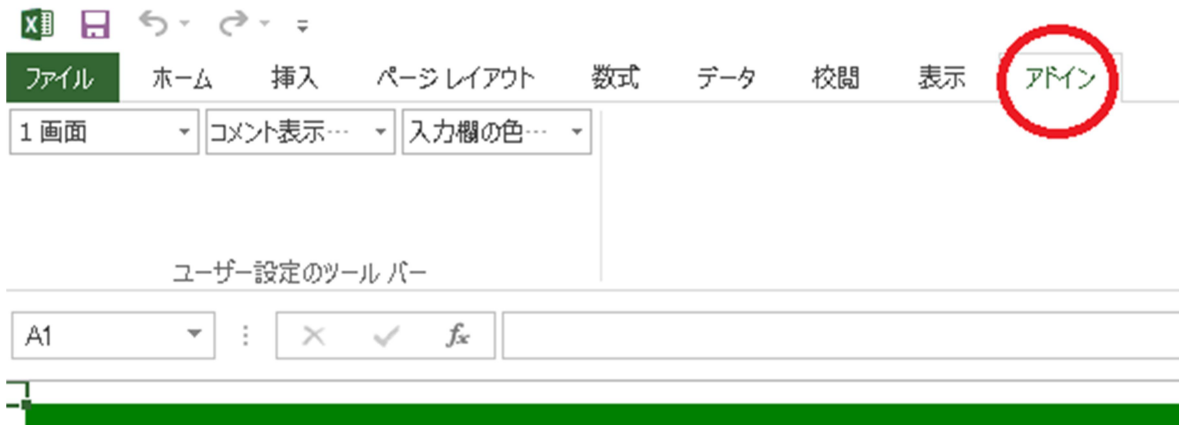 ファイル ホーム 挿入 ページ レイアウト 数式 データ 校閲 表示 アドイン
1 画面 コメント表示… 入力欄の色…
ユーザー設定のツール バー
A1 fx